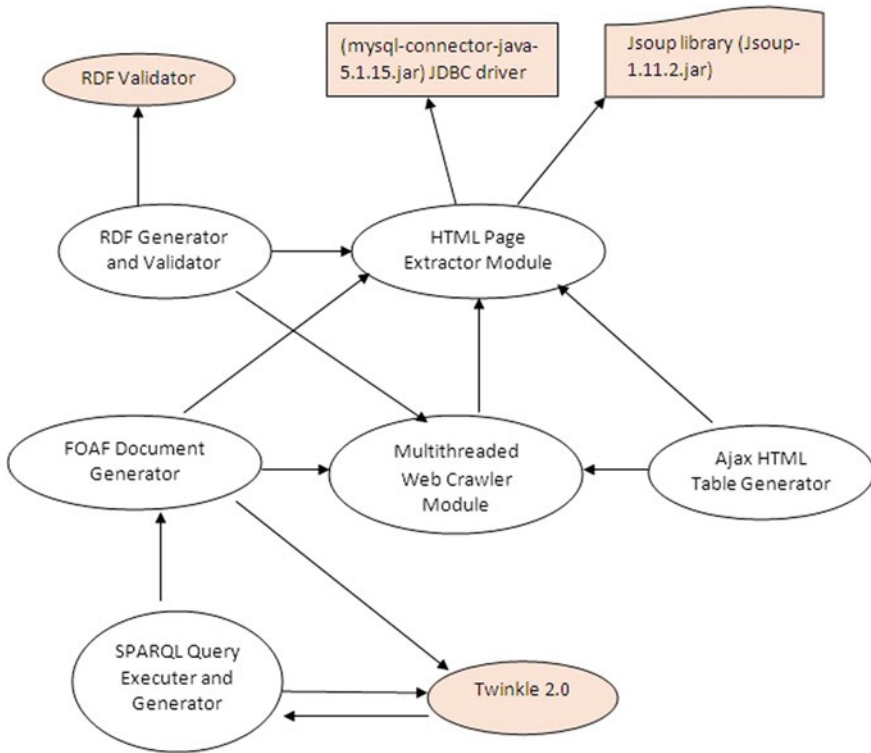 (mysql-connector-java-
5.1.15.jar) JDBC driver
Jsoup library (Jsoup-
1.11.2.jar)
RDF Validator
RDF Generator
and Validator
HTML Page
Extractor Module
FOAF Document
Generator
Multithreaded
Web Crawler
Module
Ajax HTML
Table Generator
SPARQL Query
Executer and
Generator
Twinkle 2.0